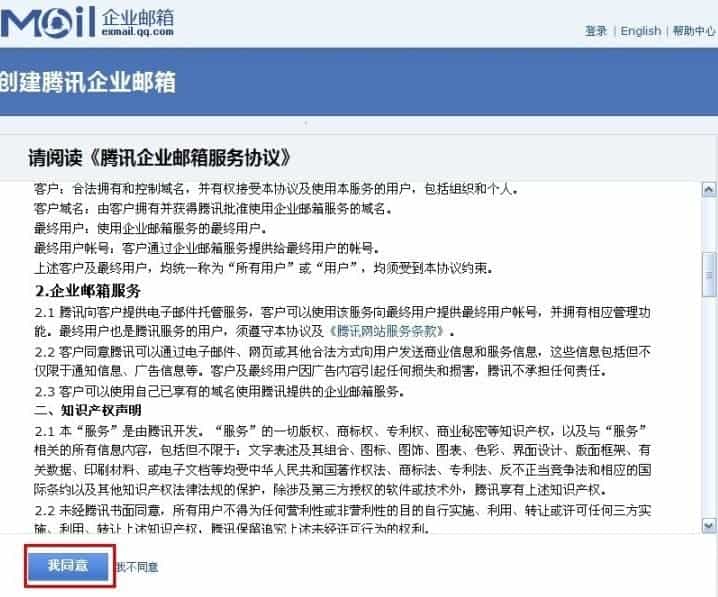 Mail 企业邮箱
exmail.qq.com
登录 | English | 帮助中心
创建腾讯企业邮箱
请阅读《腾讯企业邮箱服务协议》
客户：合法拥有和控制域名，并有权接受本协议及使用本服务的用户，包括组织和个人。
客户域名：由客户拥有并获得腾讯批准使用企业邮箱服务的域名。
最终用户：使用企业邮箱服务的最终用户。
最终用户帐号：客户通过企业邮箱服务提供给最终用户的帐号。
上述客户及最终用户，均统一称为“所有用户”或“用户”，均须受到本协议约束。
2.企业邮箱服务
2.1 腾讯向客户提供电子邮件托管服务，客户可以使用该服务向最终用户提供最终用户帐号，并拥有相应管理功
能。最终用户也是腾讯服务的用户，须遵守本协议及《腾讯网站服务条款》。
2.2 客户同意腾讯可以通过电子邮件、网页或其他合法方式向用户发送商业信息和服务信息，这些信息包括但不
仅限于通知信息、广告信息等。客户及最终用户因广告内容引起任何损失和损害，腾讯不承担任何责任。
2.3 客户可以使用自己已享有的域名使用腾讯提供的企业邮箱服务。
二、知识产权声明
2.1 本“服务”是由腾讯开发。“服务”的一切版权、商标权、专利权、商业秘密等知识产权，以及与“服务”
相关的所有信息内容，包括但不限于：文字表述及其组合、图标、图饰、图表、色彩、界面设计、版面框架、有
关数据、印刷材料、或电子文档等均受中华人民共和国著作权法、商标法、专利法、反不正当竞争法和相应的国
际条约以及其他知识产权法律法规的保护，除涉及第三方授权的软件或技术外，腾讯享有上述知识产权。
2.2 未经腾讯书面同意，所有用户不得为任何营利性或非营利性的目的自行实施、利用、转让或许可任何三方实
施、利用、转让上述知识产权，腾讯保留追究上述未经许可行为的权利。
我同意
我不同意